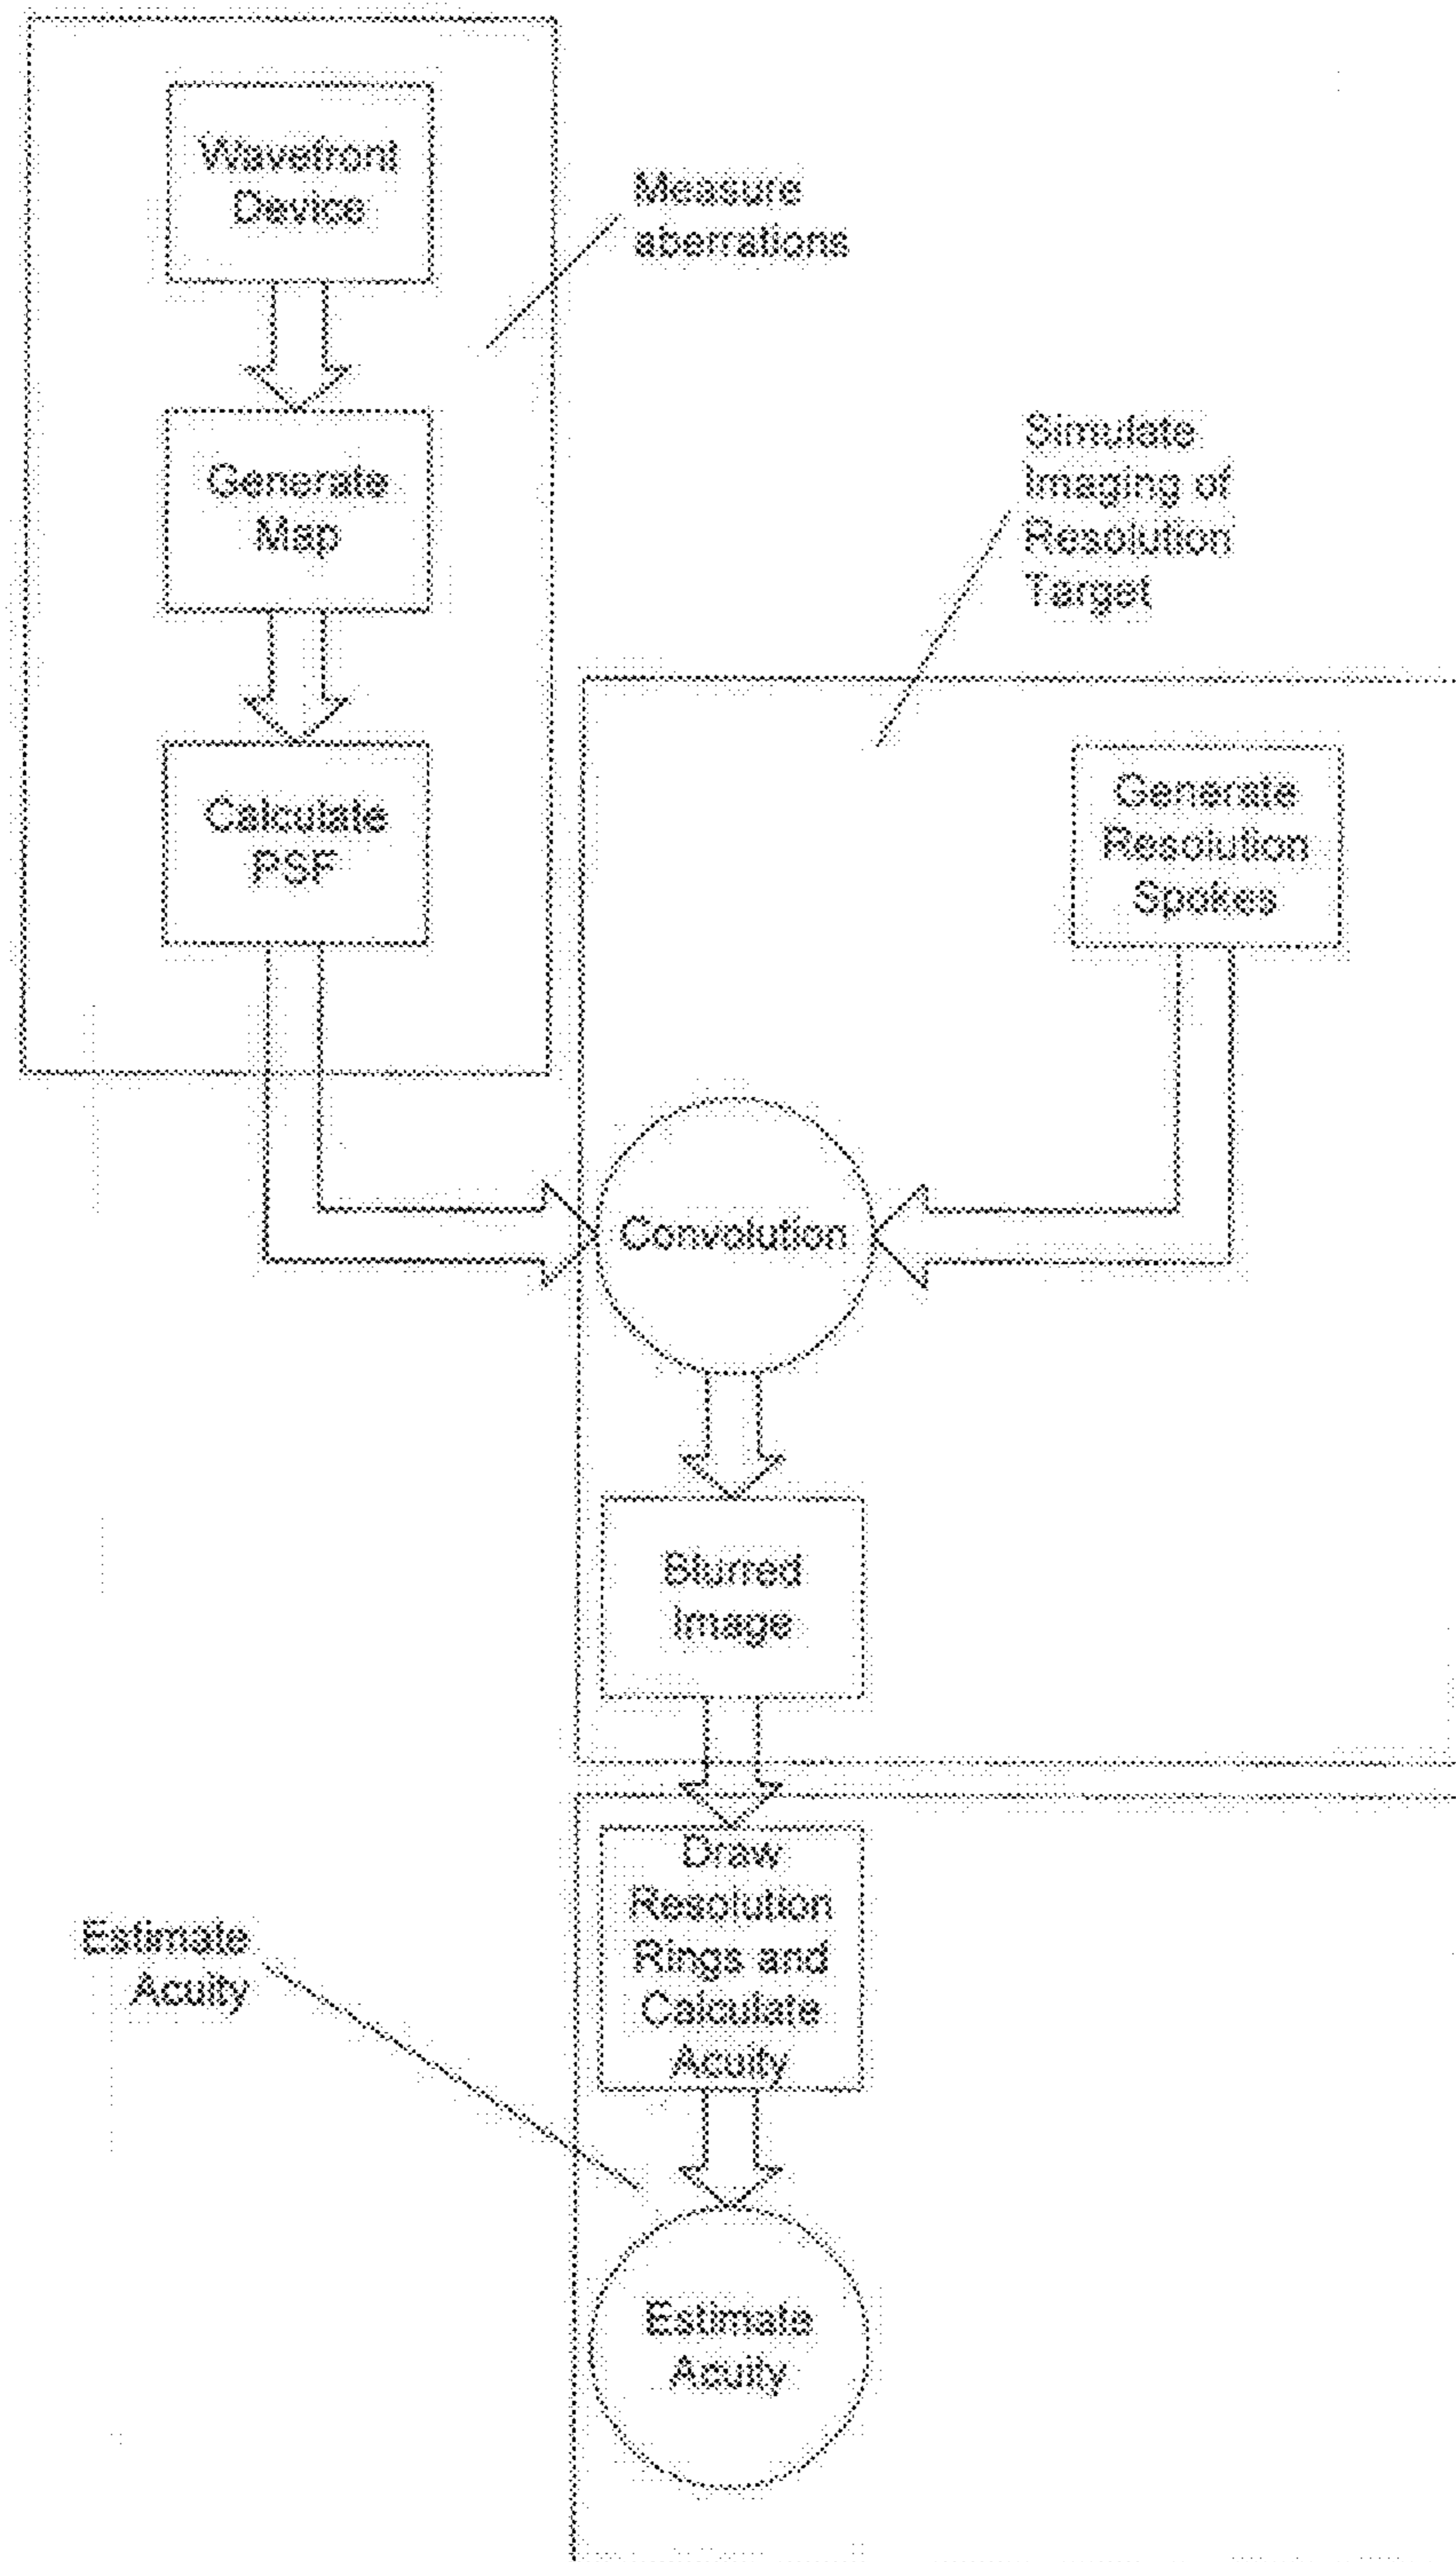 Wavefront
Device
Measure
aberrations
Generate
Map
Simulate
Imaging of
Resolution
Target
Calculate
PSF
Generate
Resolution
Spokes
Convolution
Blurred
Image
Draw
Resolution
Rings and
Calculate
Acuity
Estimate
Acuity
Estimate
Acuity